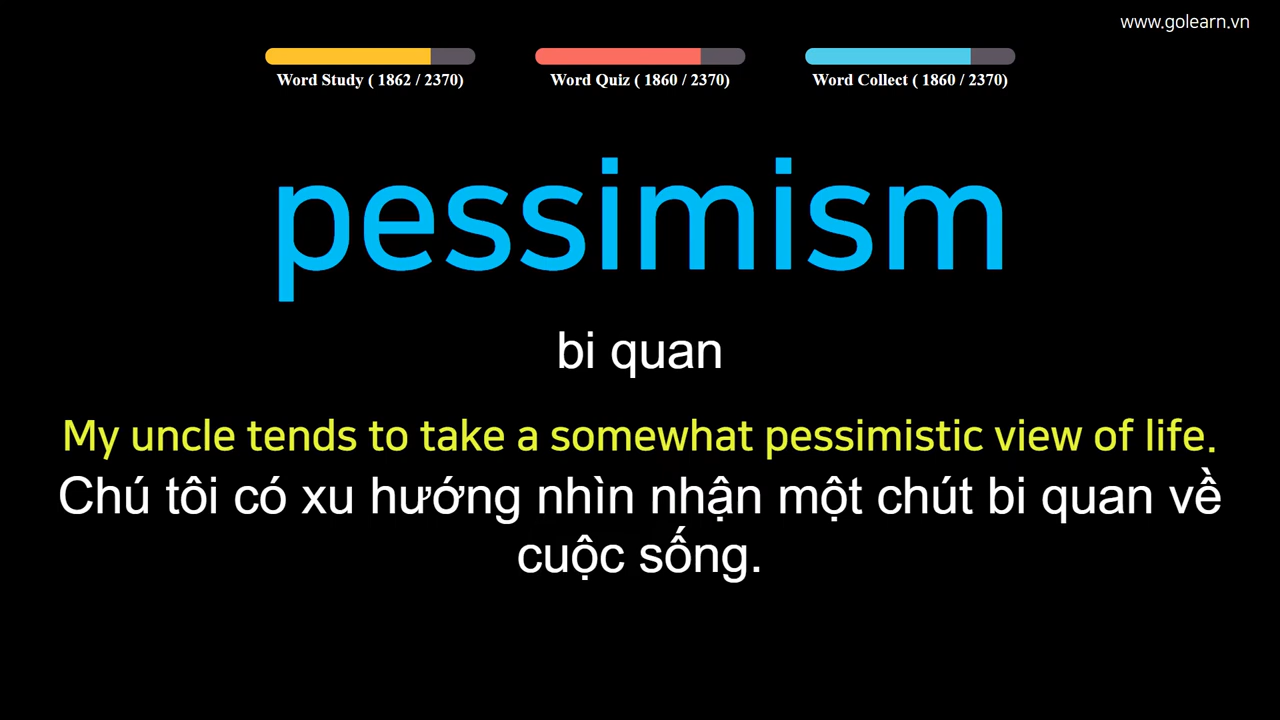 www.golearn.vn
Word Study ( 1862 / 2370)
Word Quiz ( 1860 / 2370)
Word Collect ( 1860 / 2370)
pessimism
bi quan
My uncle tends to take a somewhat pessimistic view of life.
Chú tôi có xu hướng nhìn nhận một chút bi quan về
cuộc sống.